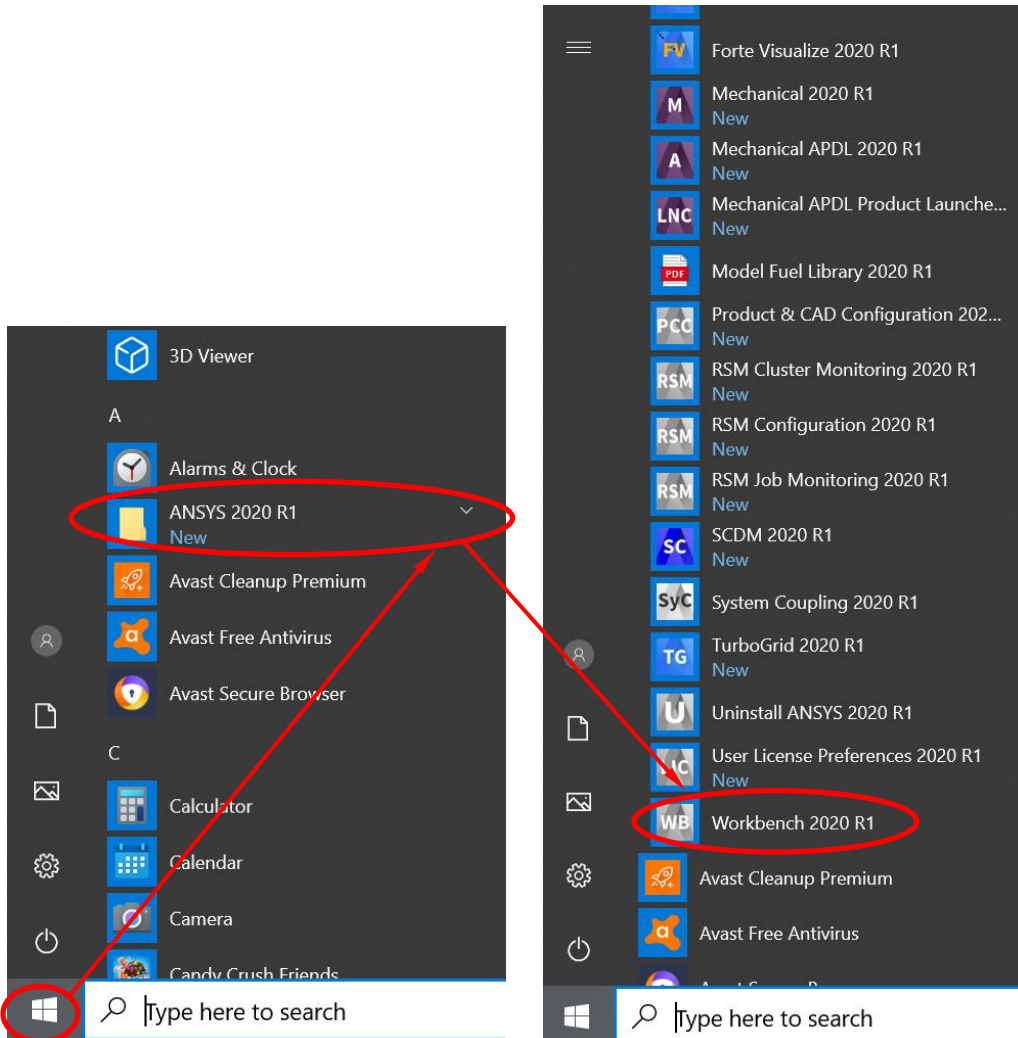 3D Viewer
A
Alarms & Clock
ANSYS 2020 R1
New
Avast Cleanup Premium
Avast Free Antivirus
Avast Secure Browser
C
Calculator
Calendar
Camera
Candy Crush Friends
Type here to search
FV
Forte Visualize 2020 R1
M
Mechanical 2020 R1
New
A
Mechanical APDL 2020 R1
New
LNC
Mechanical APDL Product Launche...
New
PDF
Model Fuel Library 2020 R1
PCC
Product & CAD Configuration 202...
New
RSM
RSM Cluster Monitoring 2020 R1
New
RSM
RSM Configuration 2020 R1
New
RSM
RSM Job Monitoring 2020 R1
New
SC
SCDM 2020 R1
New
SyC
System Coupling 2020 R1
TG
TurboGrid 2020 R1
New
U
Uninstall ANSYS 2020 R1
User License Preferences 2020 R1
New
WB
Workbench 2020 R1
Avast Cleanup Premium
Avast Free Antivirus
Type here to search